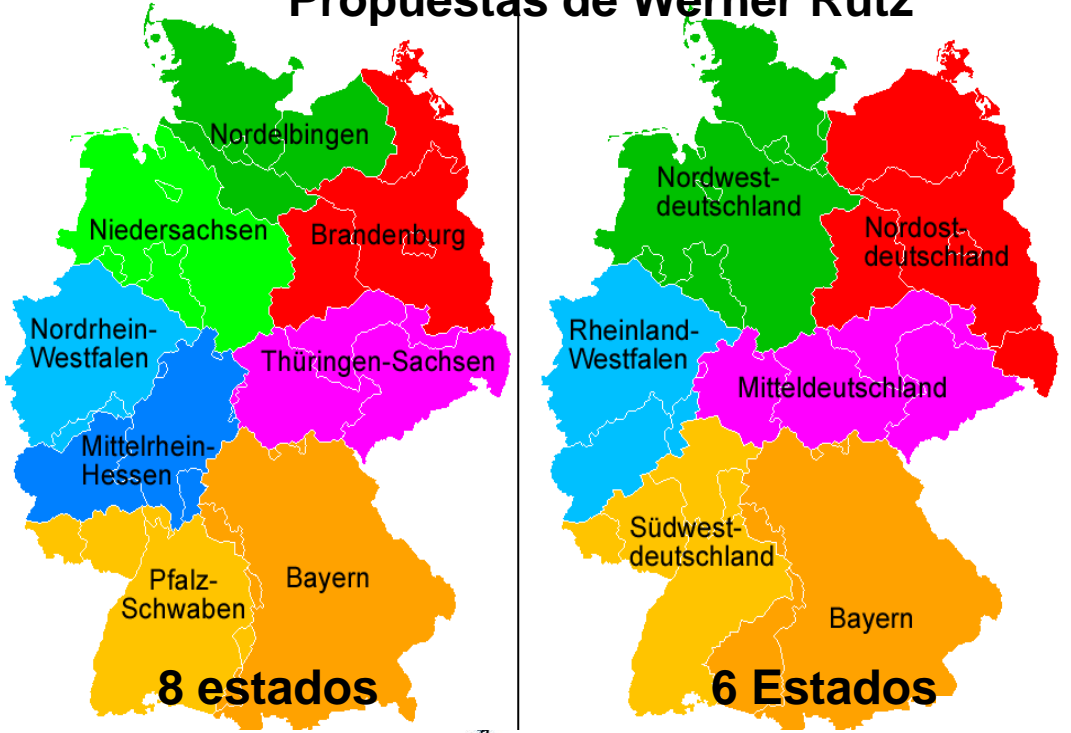 Propuestas de Werner Rutz
Nordelbingen
Niedersachsen
Brandenburg
Nordrhein-
Westfalen
Thüringen-Sachsen
Mittelrhein-
Hessen
Pfalz-
Schwaben
Bayern
8 estados
Nordwest-
deutschland
Nordost-
deutschland
Rheinland-
Westfalen
Mitteldeutschland
Südwest-
deutschland
Bayern
6 Estados